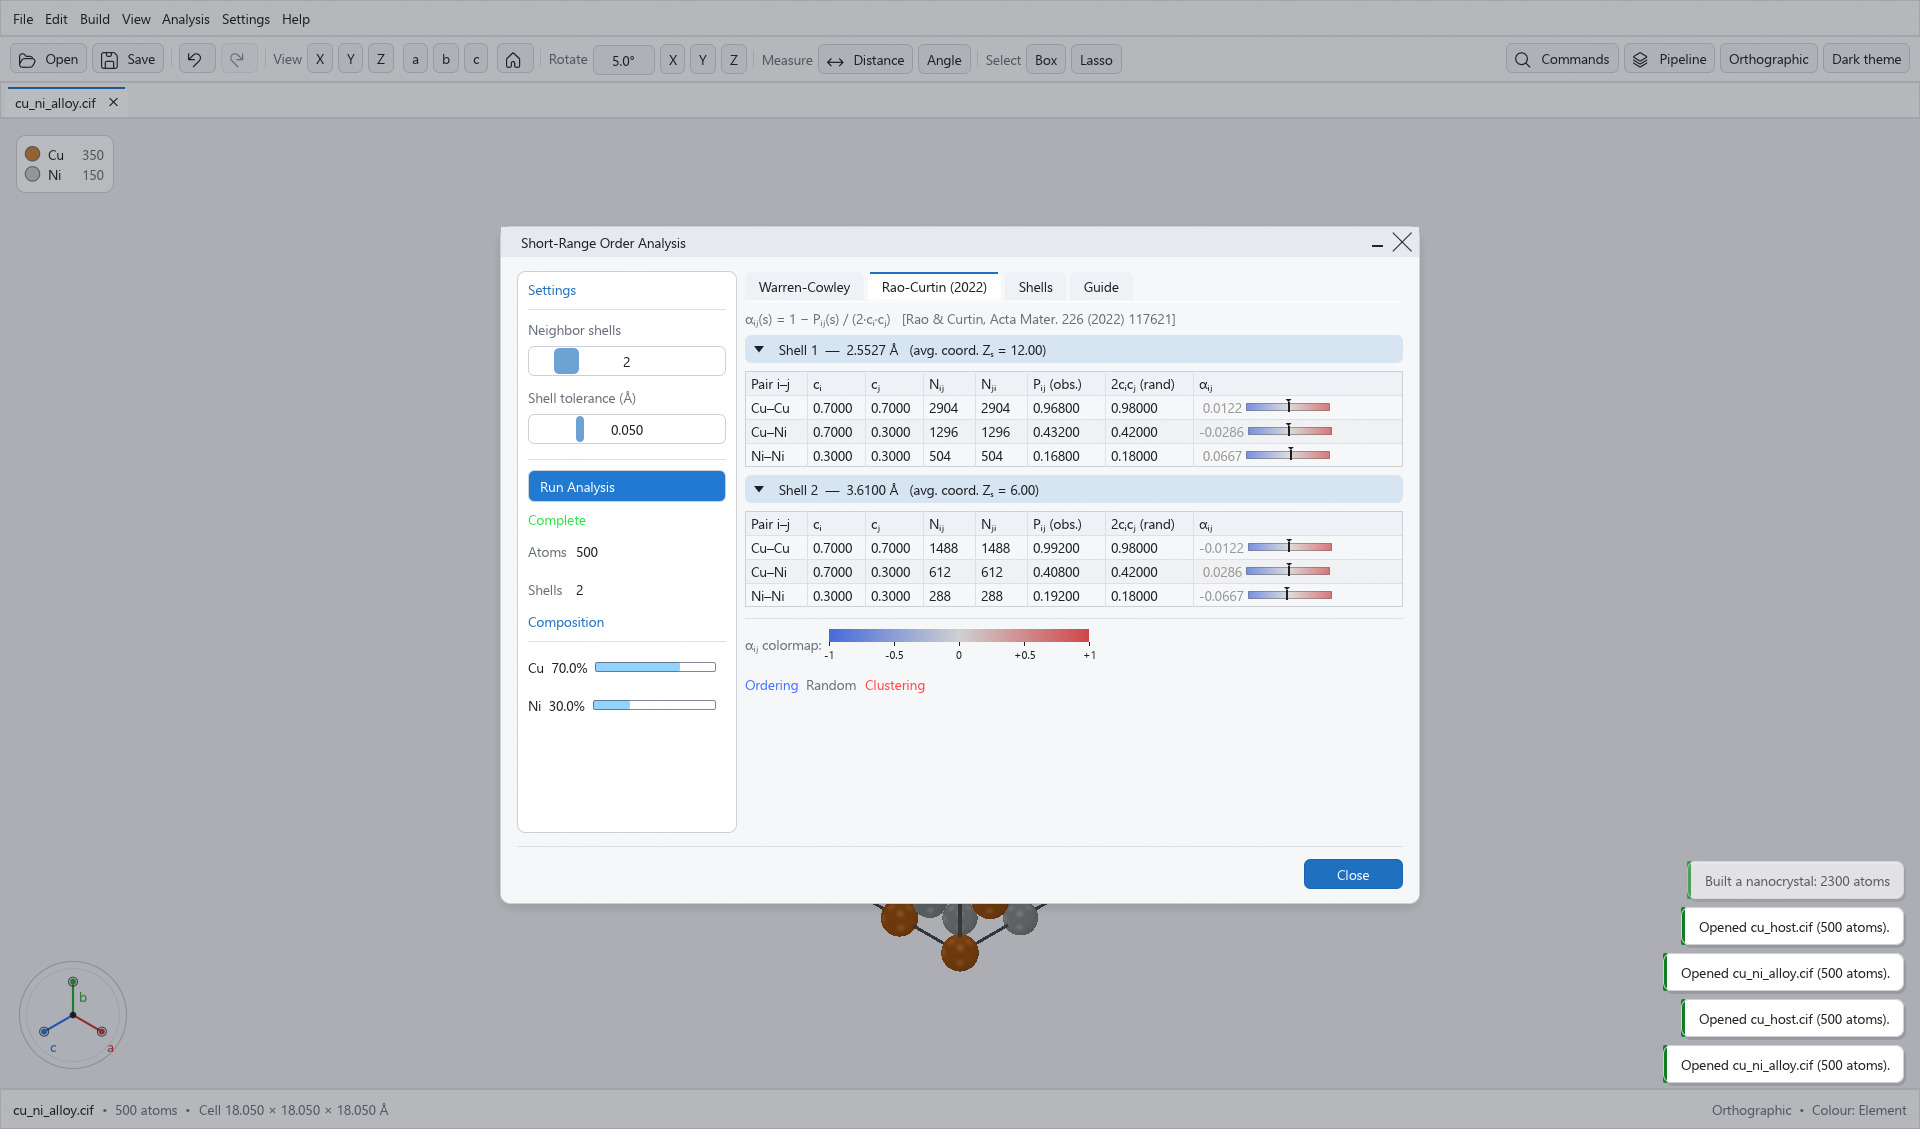 File Edit Build View Analysis Settings Help
Open Save View X Y Z a b c Rotate 5.0° X Y Z Measure Distance Angle Select Box Lasso Commands Pipeline Orthographic Dark theme
cu_ni_alloy.cif
Cu 350
Ni 150
Short-Range Order Analysis
Settings
Neighbor shells
2
Shell tolerance (Å)
0.050
Run Analysis
Complete
Atoms 500
Shells 2
Composition
Cu 70.0%
Ni 30.0%
Warren-Cowley Rao-Curtin (2022) Shells Guide
αᵢⱼ(s) = 1 − Pᵢⱼ(s) / (2·cᵢ·cⱼ) [Rao & Curtin, Acta Mater. 226 (2022) 117621]
Shell 1 — 2.5527 Å (avg. coord. Zₛ = 12.00)
Pair i–j cᵢ cⱼ Nᵢⱼ Nⱼᵢ Pᵢⱼ (obs.) 2cᵢcⱼ (rand) αᵢⱼ
Cu–Cu 0.7000 0.7000 2904 2904 0.96800 0.98000 0.0122
Cu–Ni 0.7000 0.3000 1296 1296 0.43200 0.42000 -0.0286
Ni–Ni 0.3000 0.3000 504 504 0.16800 0.18000 0.0667
Shell 2 — 3.6100 Å (avg. coord. Zₛ = 6.00)
Pair i–j cᵢ cⱼ Nᵢⱼ Nⱼᵢ Pᵢⱼ (obs.) 2cᵢcⱼ (rand) αᵢⱼ
Cu–Cu 0.7000 0.7000 1488 1488 0.99200 0.98000 -0.0122
Cu–Ni 0.7000 0.3000 612 612 0.40800 0.42000 0.0286
Ni–Ni 0.3000 0.3000 288 288 0.19200 0.18000 -0.0667
αᵢⱼ colormap:
-1 -0.5 0 +0.5 +1
Ordering Random Clustering
Close
Built a nanocrystal: 2300 atoms
Opened cu_host.cif (500 atoms).
Opened cu_ni_alloy.cif (500 atoms).
Opened cu_host.cif (500 atoms).
Opened cu_ni_alloy.cif (500 atoms).
b
c a
cu_ni_alloy.cif • 500 atoms • Cell 18.050 × 18.050 × 18.050 Å Orthographic • Colour: Element